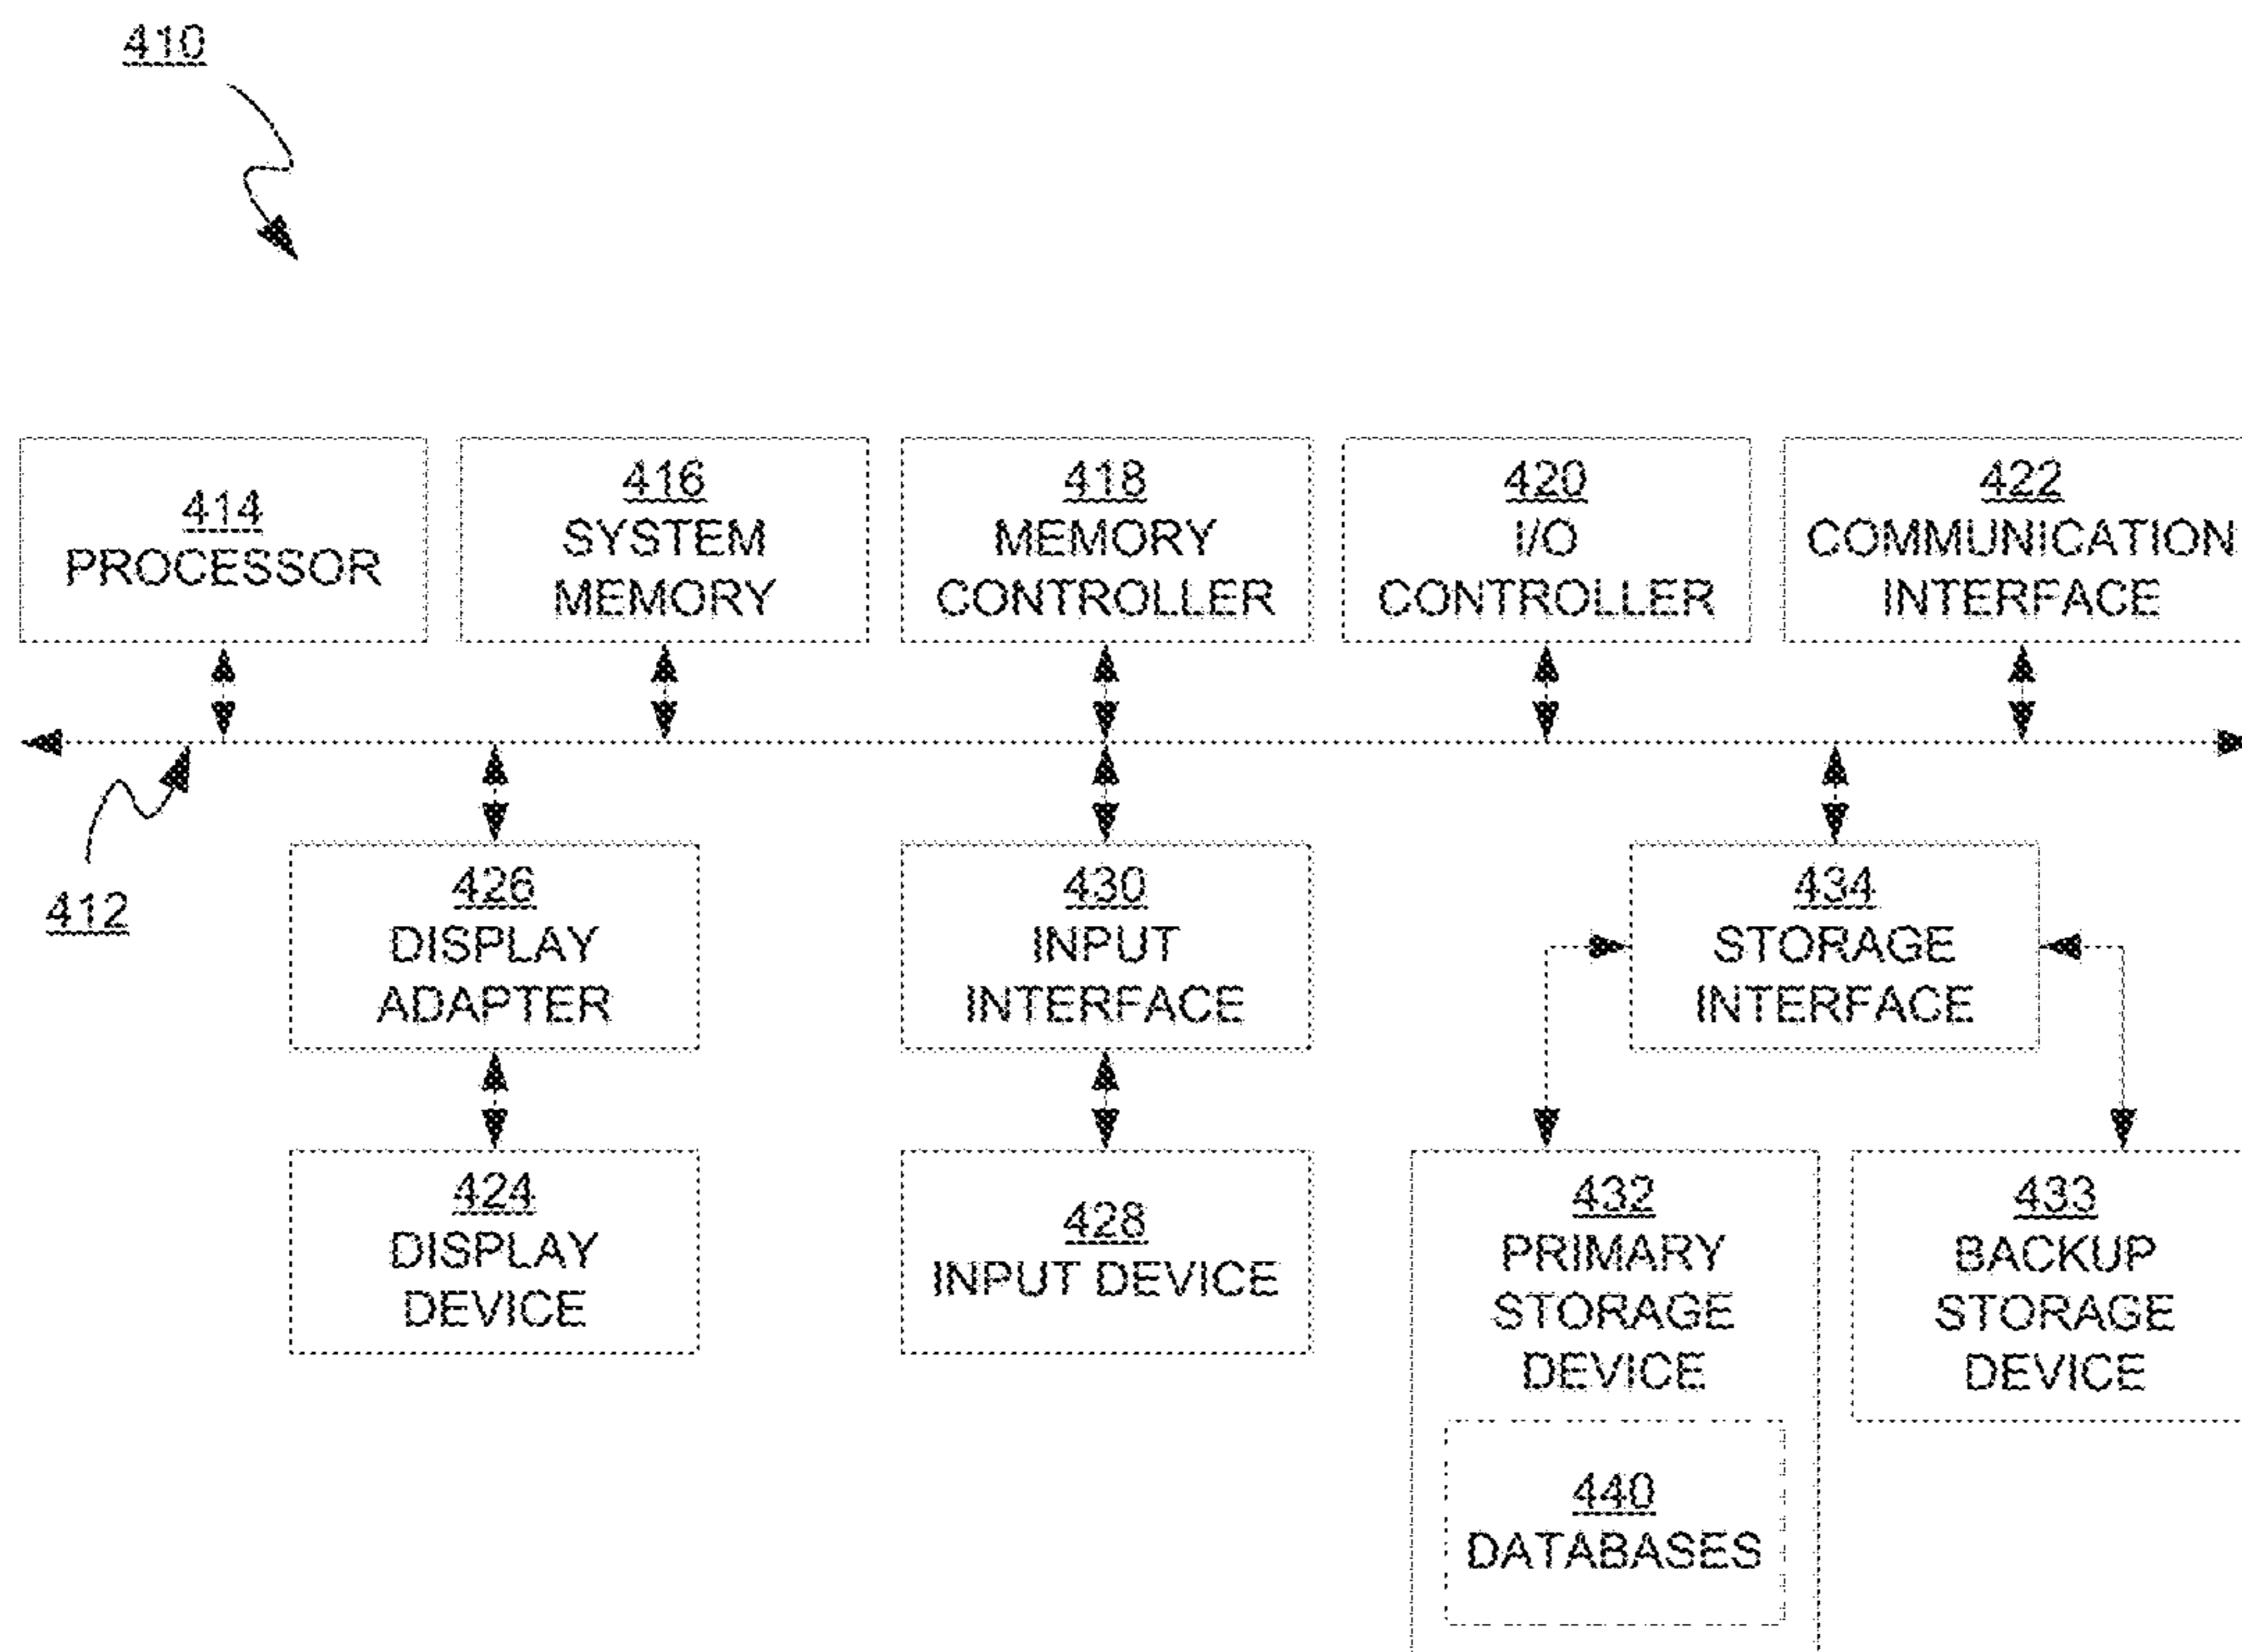 410
414
PROCESSOR
416
SYSTEM
MEMORY
418
MEMORY
CONTROLLER
420
I/O
CONTROLLER
422
COMMUNICATION
INTERFACE
412
426
DISPLAY
ADAPTER
430
INPUT
INTERFACE
434
STORAGE
INTERFACE
424
DISPLAY
DEVICE
428
INPUT DEVICE
432
PRIMARY
STORAGE
DEVICE
433
BACKUP
STORAGE
DEVICE
440
DATABASES